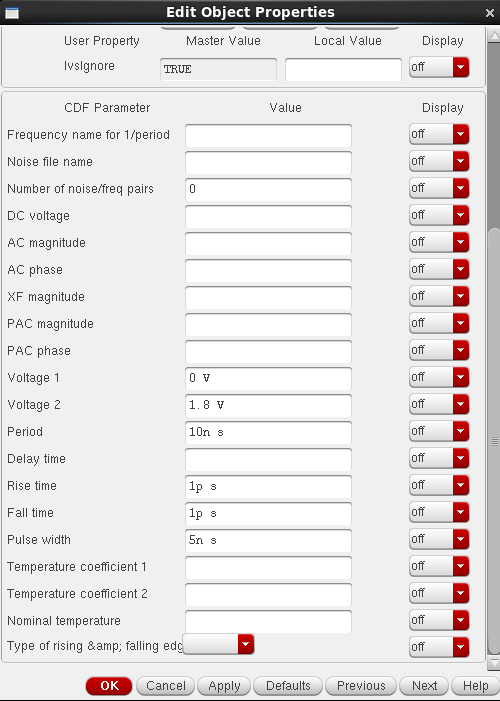 Edit Object Properties
User Property Master Value Local Value Display
lvsIgnore TRUE off
CDF Parameter Value Display
Frequency name for 1/period off
Noise file name off
Number of noise/freq pairs 0 off
DC voltage off
AC magnitude off
AC phase off
XF magnitude off
PAC magnitude off
PAC phase off
Voltage 1 0 V off
Voltage 2 1.8 V off
Period 10n s off
Delay time off
Rise time 1p s off
Fall time 1p s off
Pulse width 5n s off
Temperature coefficient 1 off
Temperature coefficient 2 off
Nominal temperature off
Type of rising &amp; falling edg off
OK Cancel Apply Defaults Previous Next Help